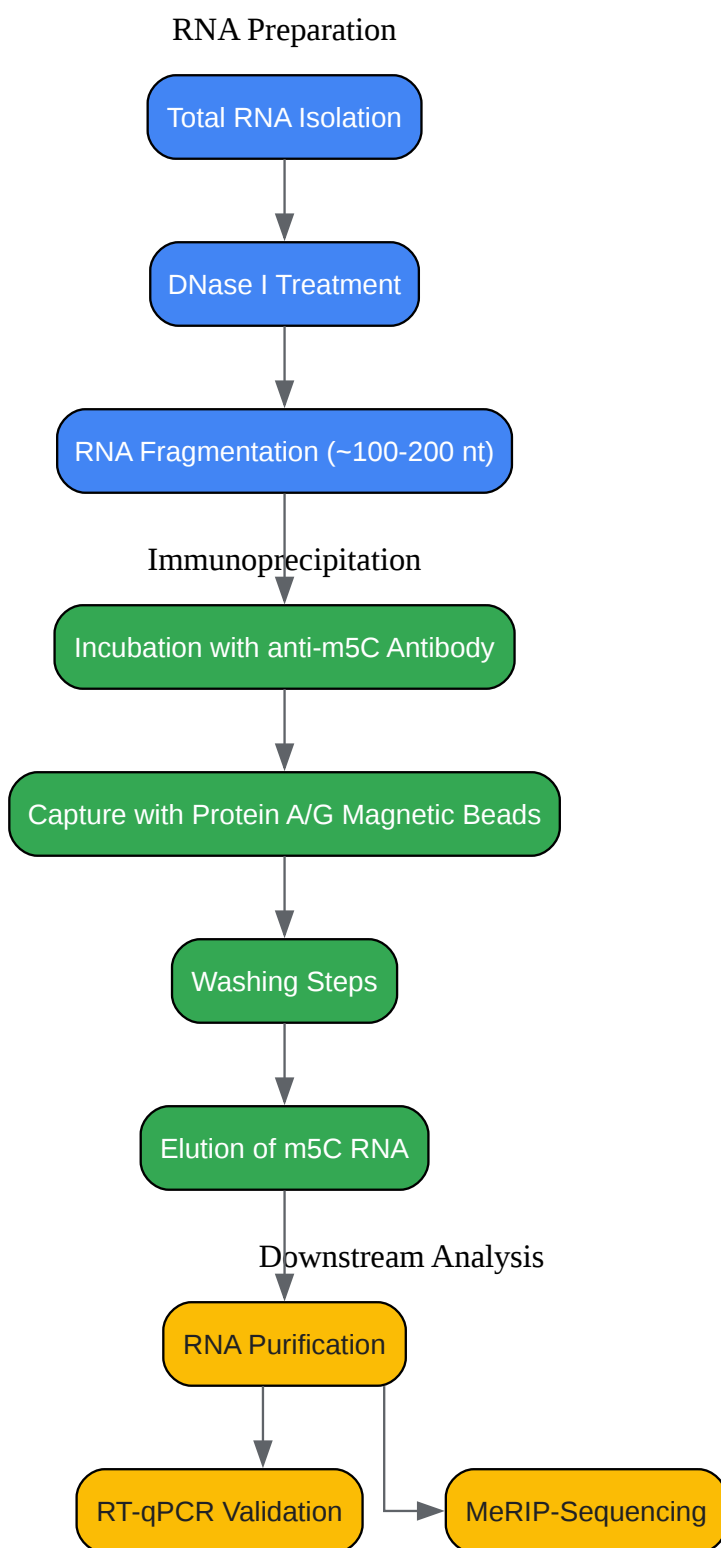 RNA Preparation
Total RNA Isolation
DNase I Treatment
RNA Fragmentation (~100-200 nt)
Immunoprecipitation
Incubation with anti-m5C Antibody
Capture with Protein A/G Magnetic Beads
Washing Steps
Elution of m5C RNA
Downstream Analysis
RNA Purification
RT-qPCR Validation
MeRIP-Sequencing